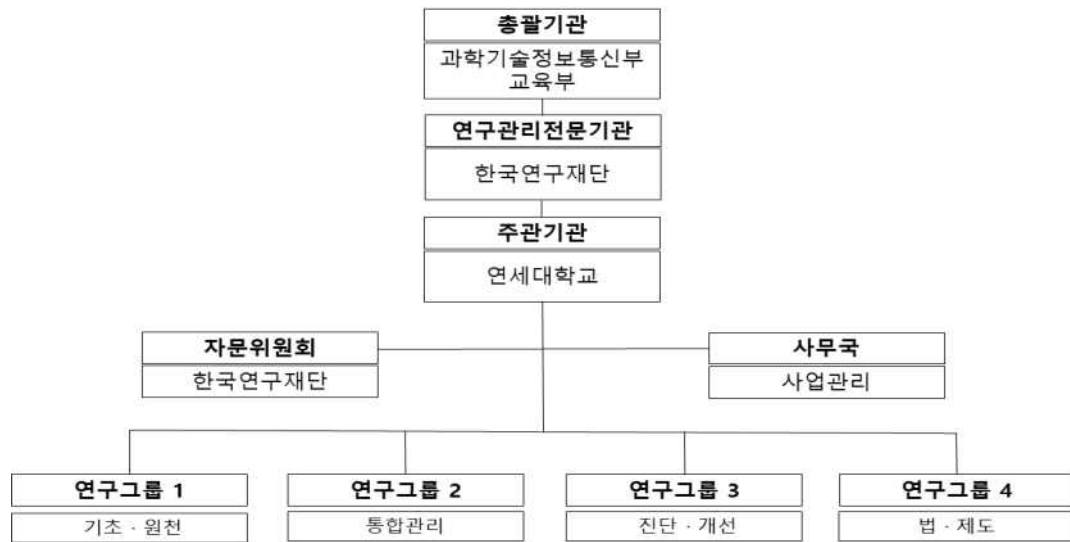 총괄기관
과학기술정보통신부
교육부
연구관리전문기관
한국연구재단
주관기관
연세대학교
자문위원회
한국연구재단
사무국
사업관리
연구그룹 1
기초 · 원천
연구그룹 2
통합관리
연구그룹 3
진단 · 개선
연구그룹 4
법 · 제도